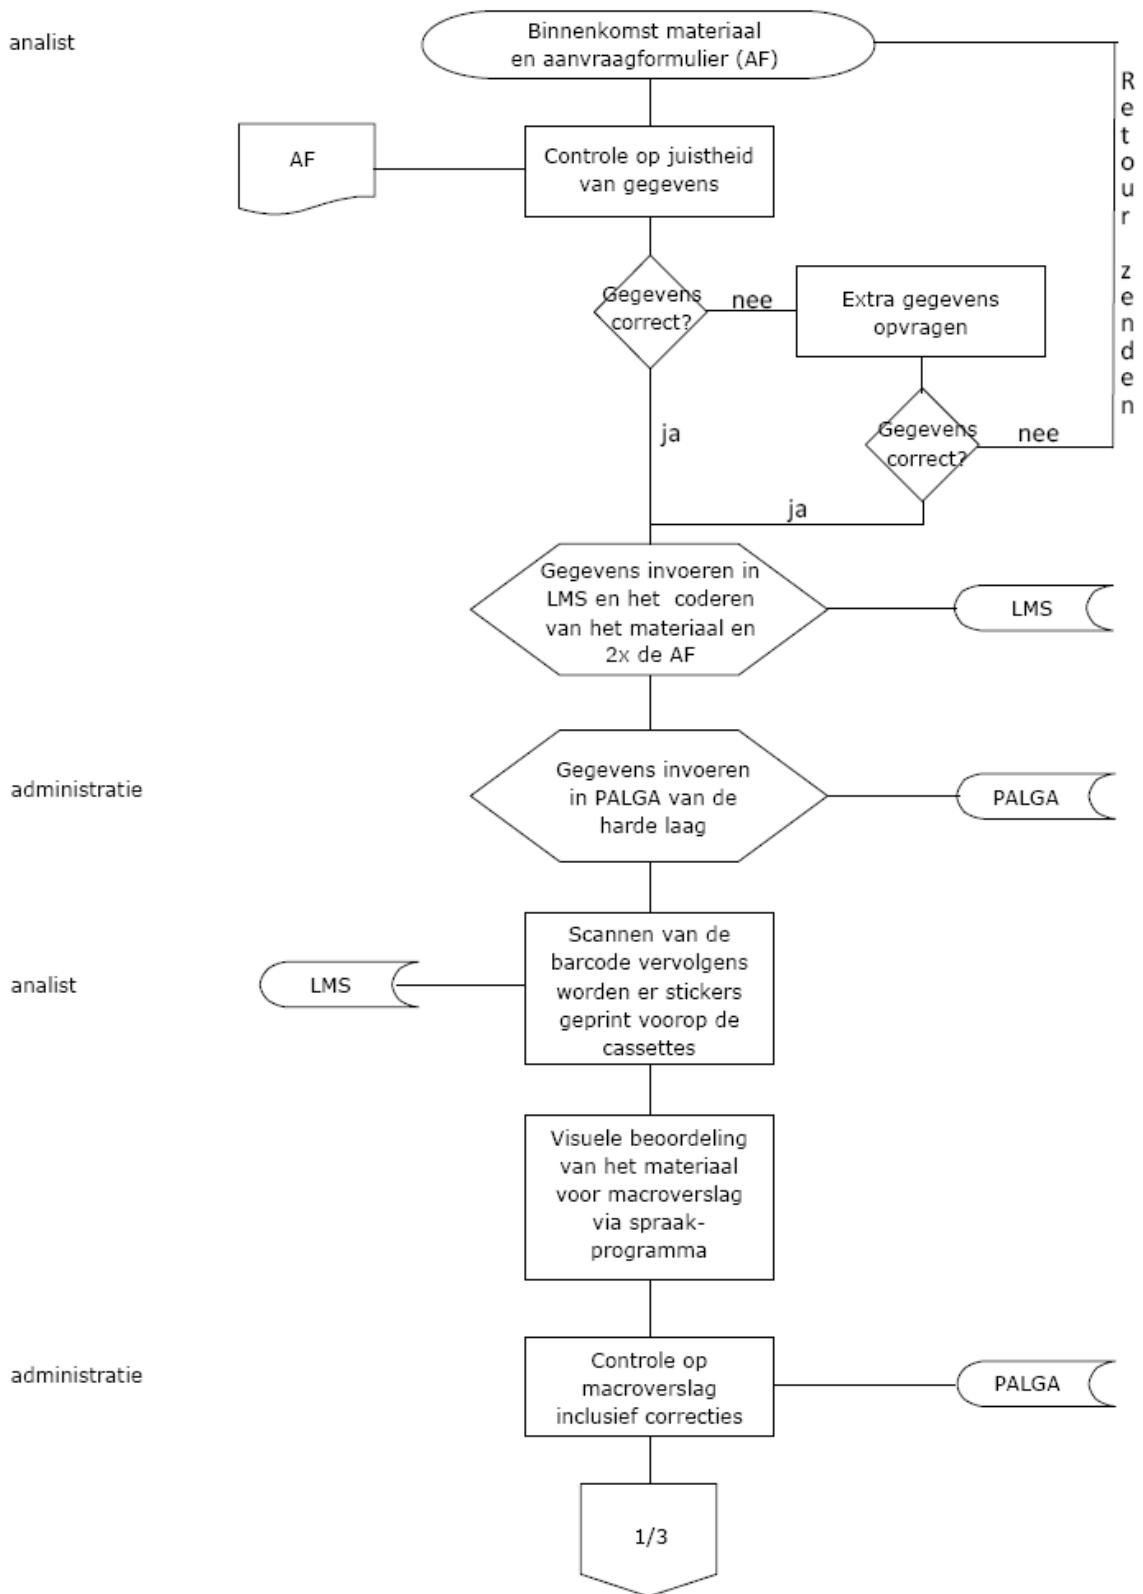 analist
Binnenkomst materiaal
en aanvraagformulier (AF)
Retour zenden
AF
Controle op juistheid
van gegevens
Gegevens
correct?
nee
Extra gegevens
opvragen
ja
Gegevens
correct?
nee
ja
Gegevens invoeren in
LMS en het coderen
van het materiaal en
2x de AF
LMS
administratie
Gegevens invoeren
in PALGA van de
harde laag
PALGA
analist
LMS
Scannen van de
barcode vervolgens
worden er stickers
geprint voorop de
cassettes
Visuele beoordeling
van het materiaal
voor macroverslag
via spraak-
programma
administratie
Controle op
macroverslag
inclusief correcties
PALGA
1/3